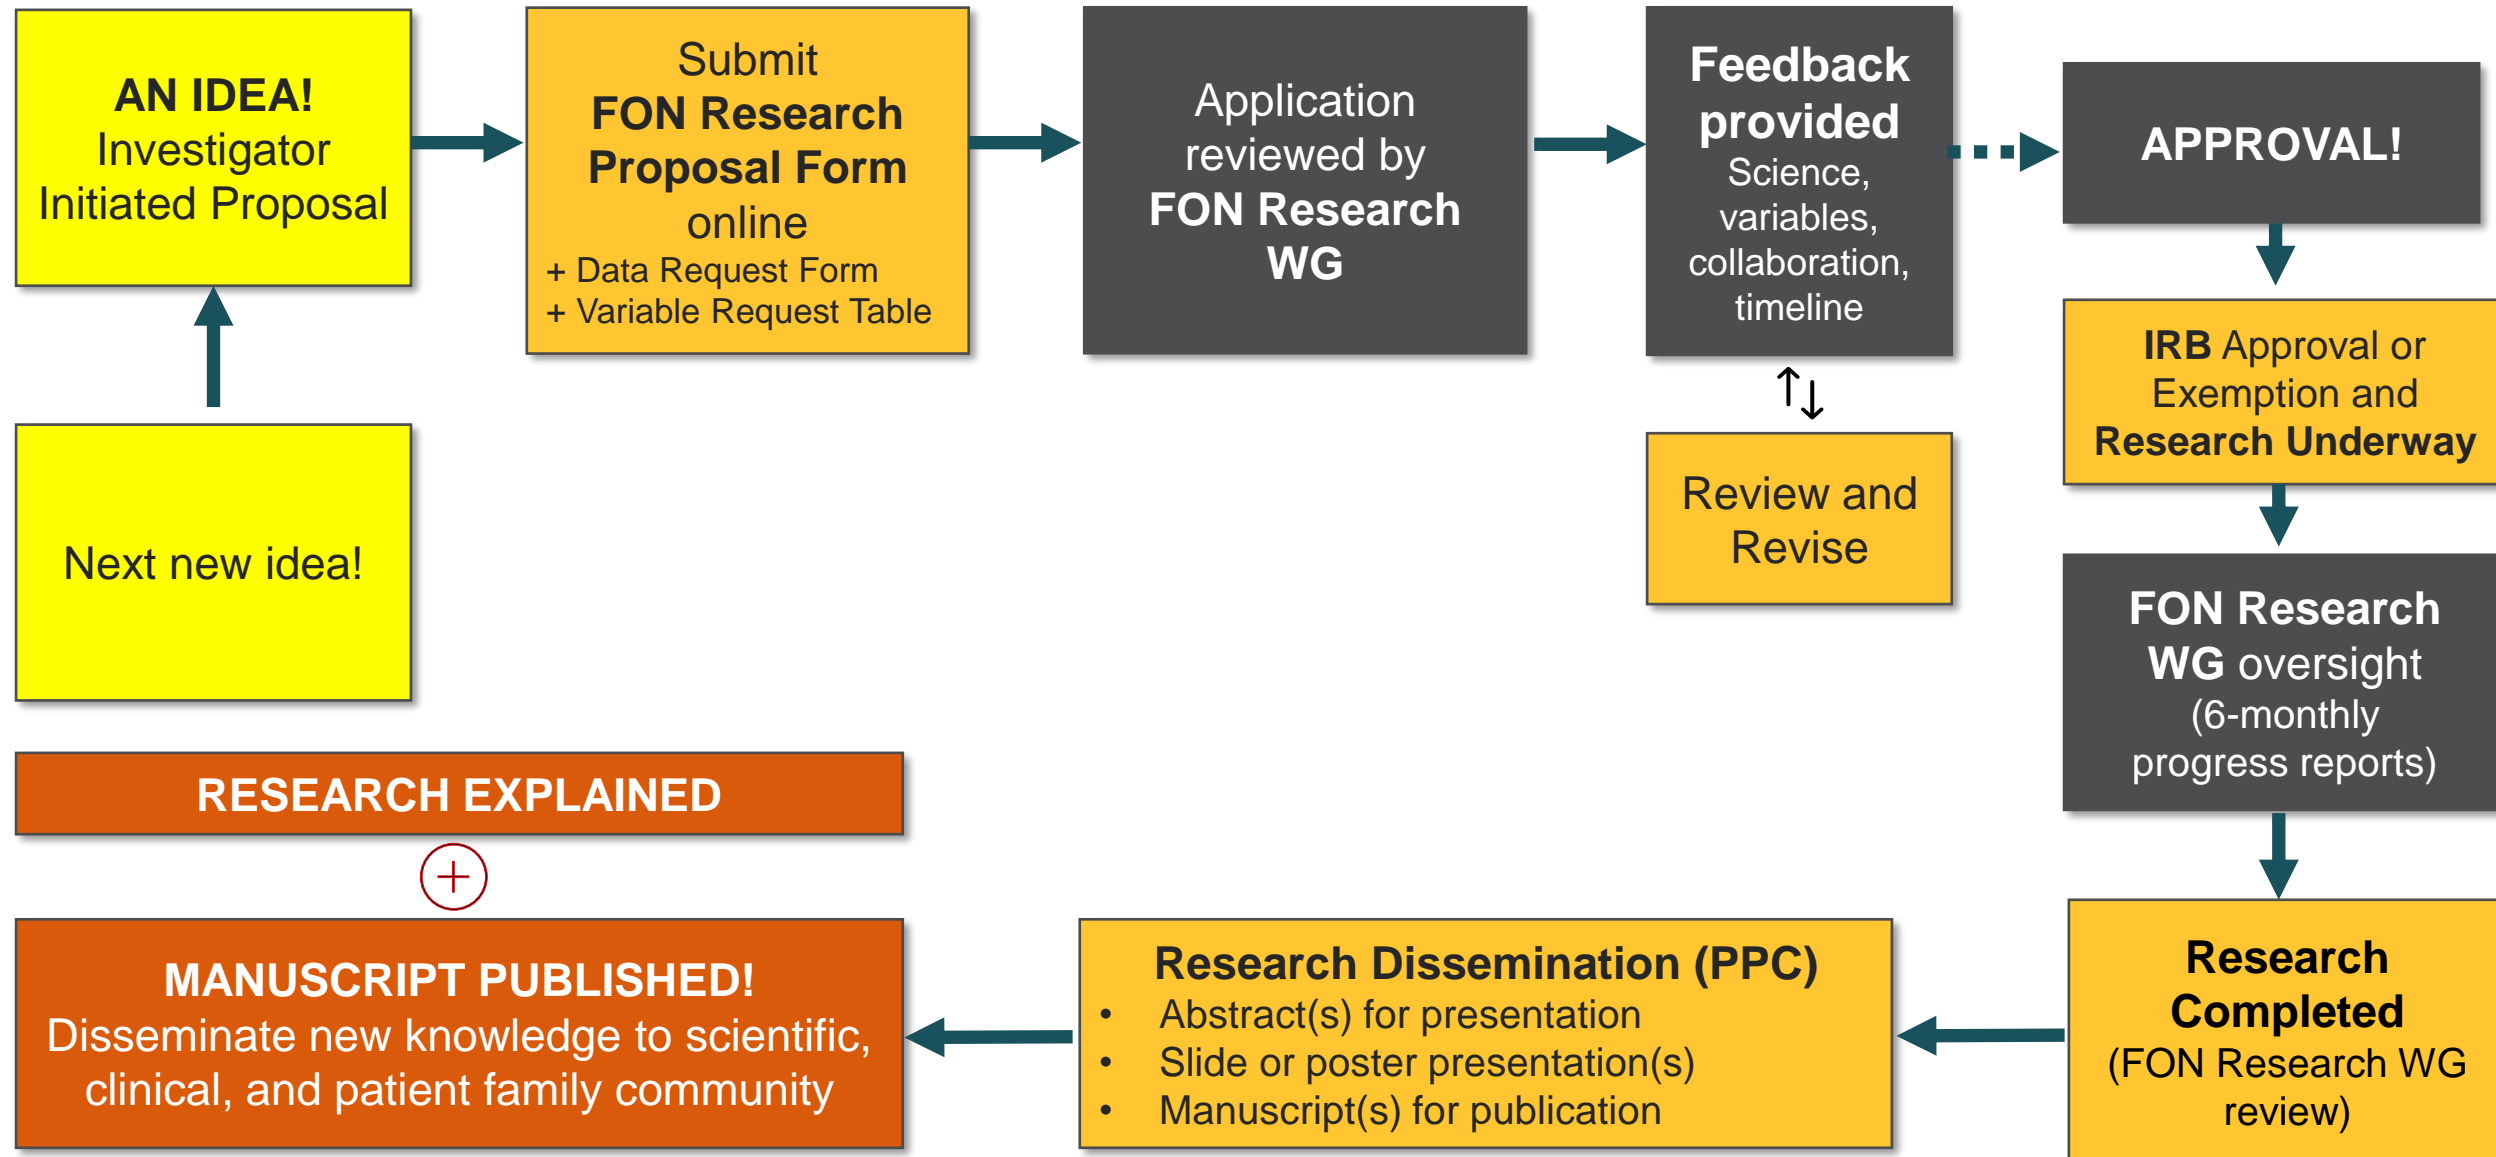 AN IDEA!
Investigator
Initiated Proposal
Submit
FON Research
Proposal Form
online
+ Data Request Form
+ Variable Request Table
Application
reviewed by
FON Research
WG
Feedback
provided
Science,
variables,
collaboration,
timeline
APPROVAL!
Review and
Revise
IRB Approval or
Exemption and
Research Underway
FON Research
WG oversight
(6-monthly
progress reports)
Research
Completed
(FON Research WG
review)
Research Dissemination (PPC)
• Abstract(s) for presentation
• Slide or poster presentation(s)
• Manuscript(s) for publication
MANUSCRIPT PUBLISHED!
Disseminate new knowledge to scientific,
clinical, and patient family community
+
RESEARCH EXPLAINED
Next new idea!